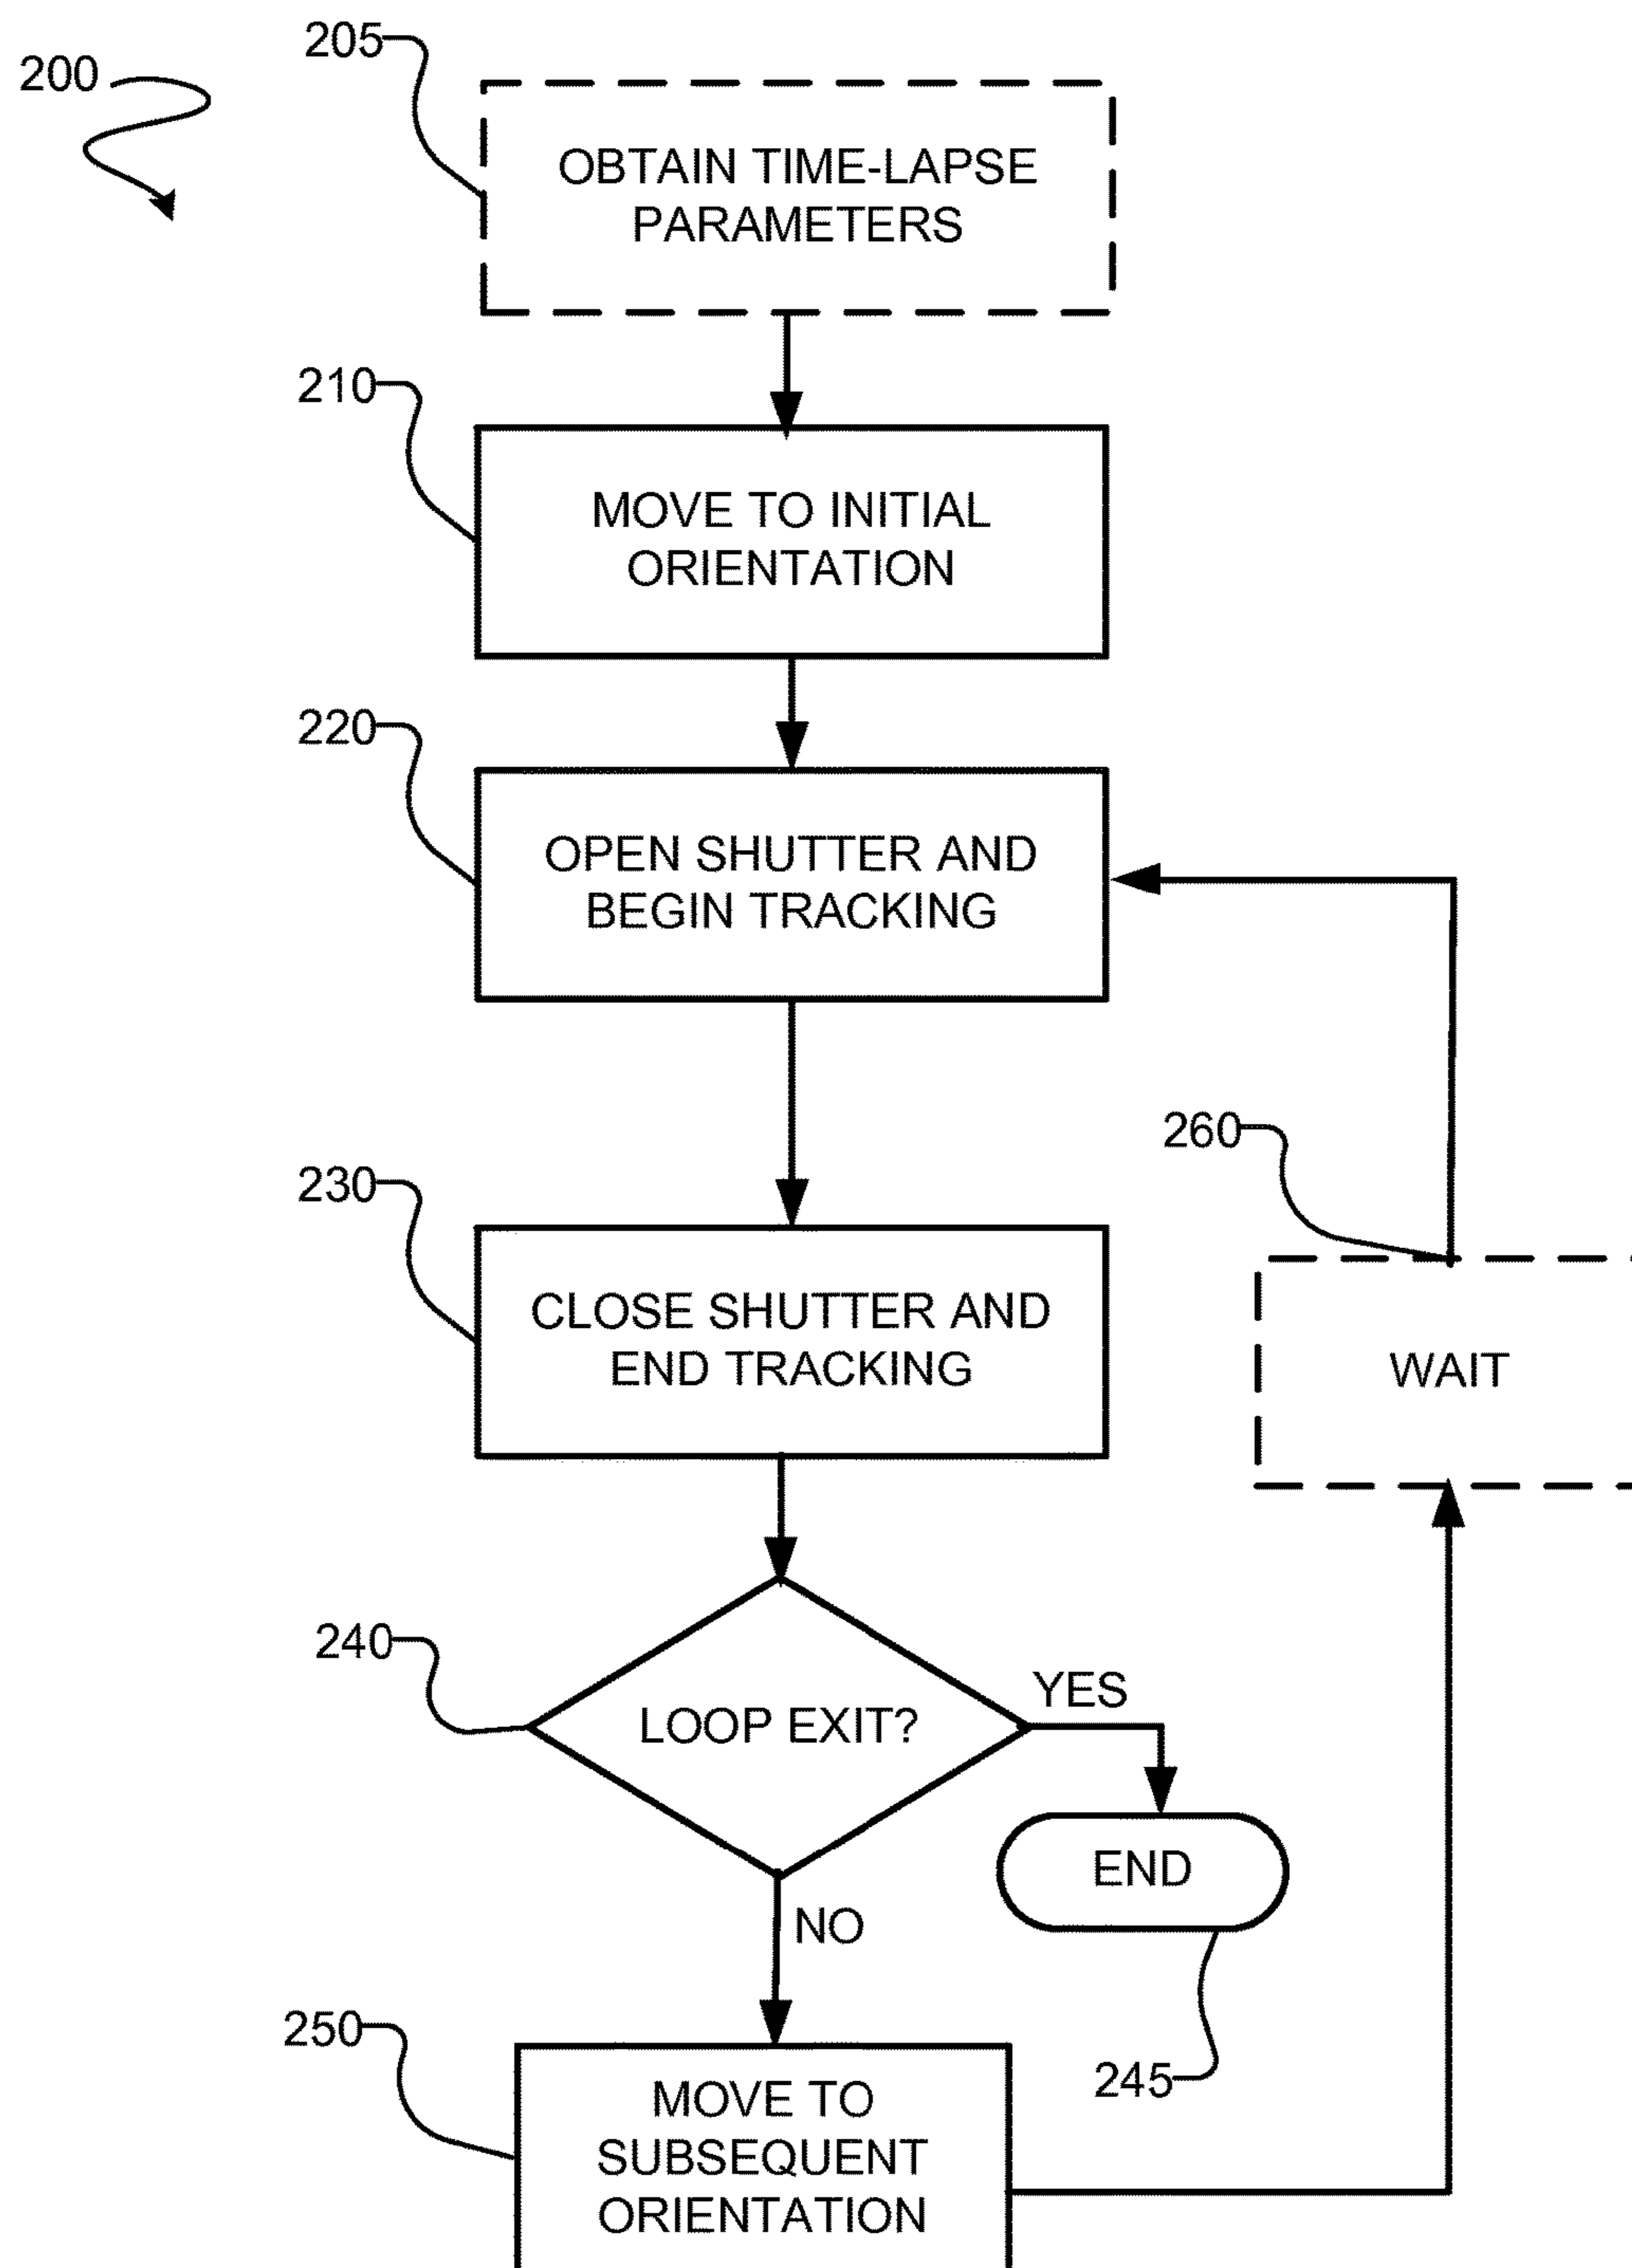 200
205
OBTAIN TIME-LAPSE
PARAMETERS
210
MOVE TO INITIAL
ORIENTATION
220
OPEN SHUTTER AND
BEGIN TRACKING
260
230
CLOSE SHUTTER AND
END TRACKING
WAIT
240
LOOP EXIT?
YES
END
NO
250
245
MOVE TO
SUBSEQUENT
ORIENTATION